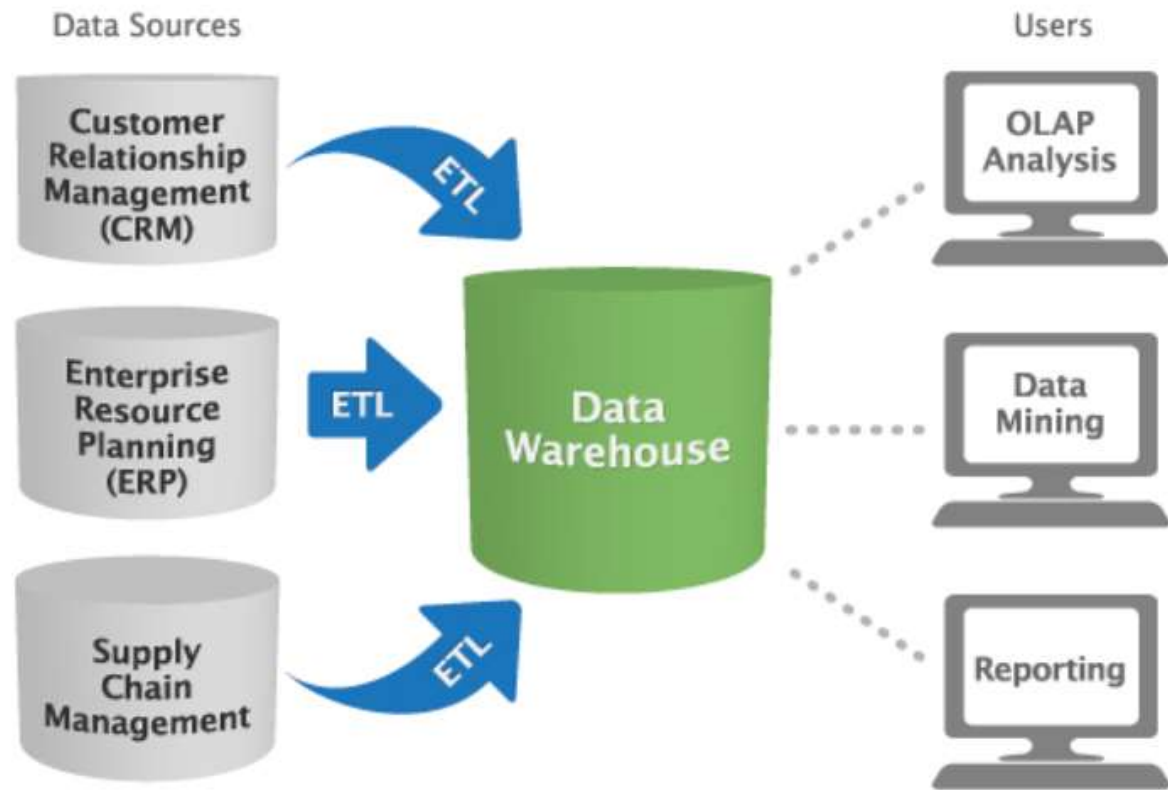 Data Sources
Users
Customer
Relationship
Management
(CRM)
ETL
OLAP
Analysis
Enterprise
Resource
Planning
(ERP)
ETL
Data
Warehouse
Data
Mining
Supply
Chain
Management
ETL
Reporting